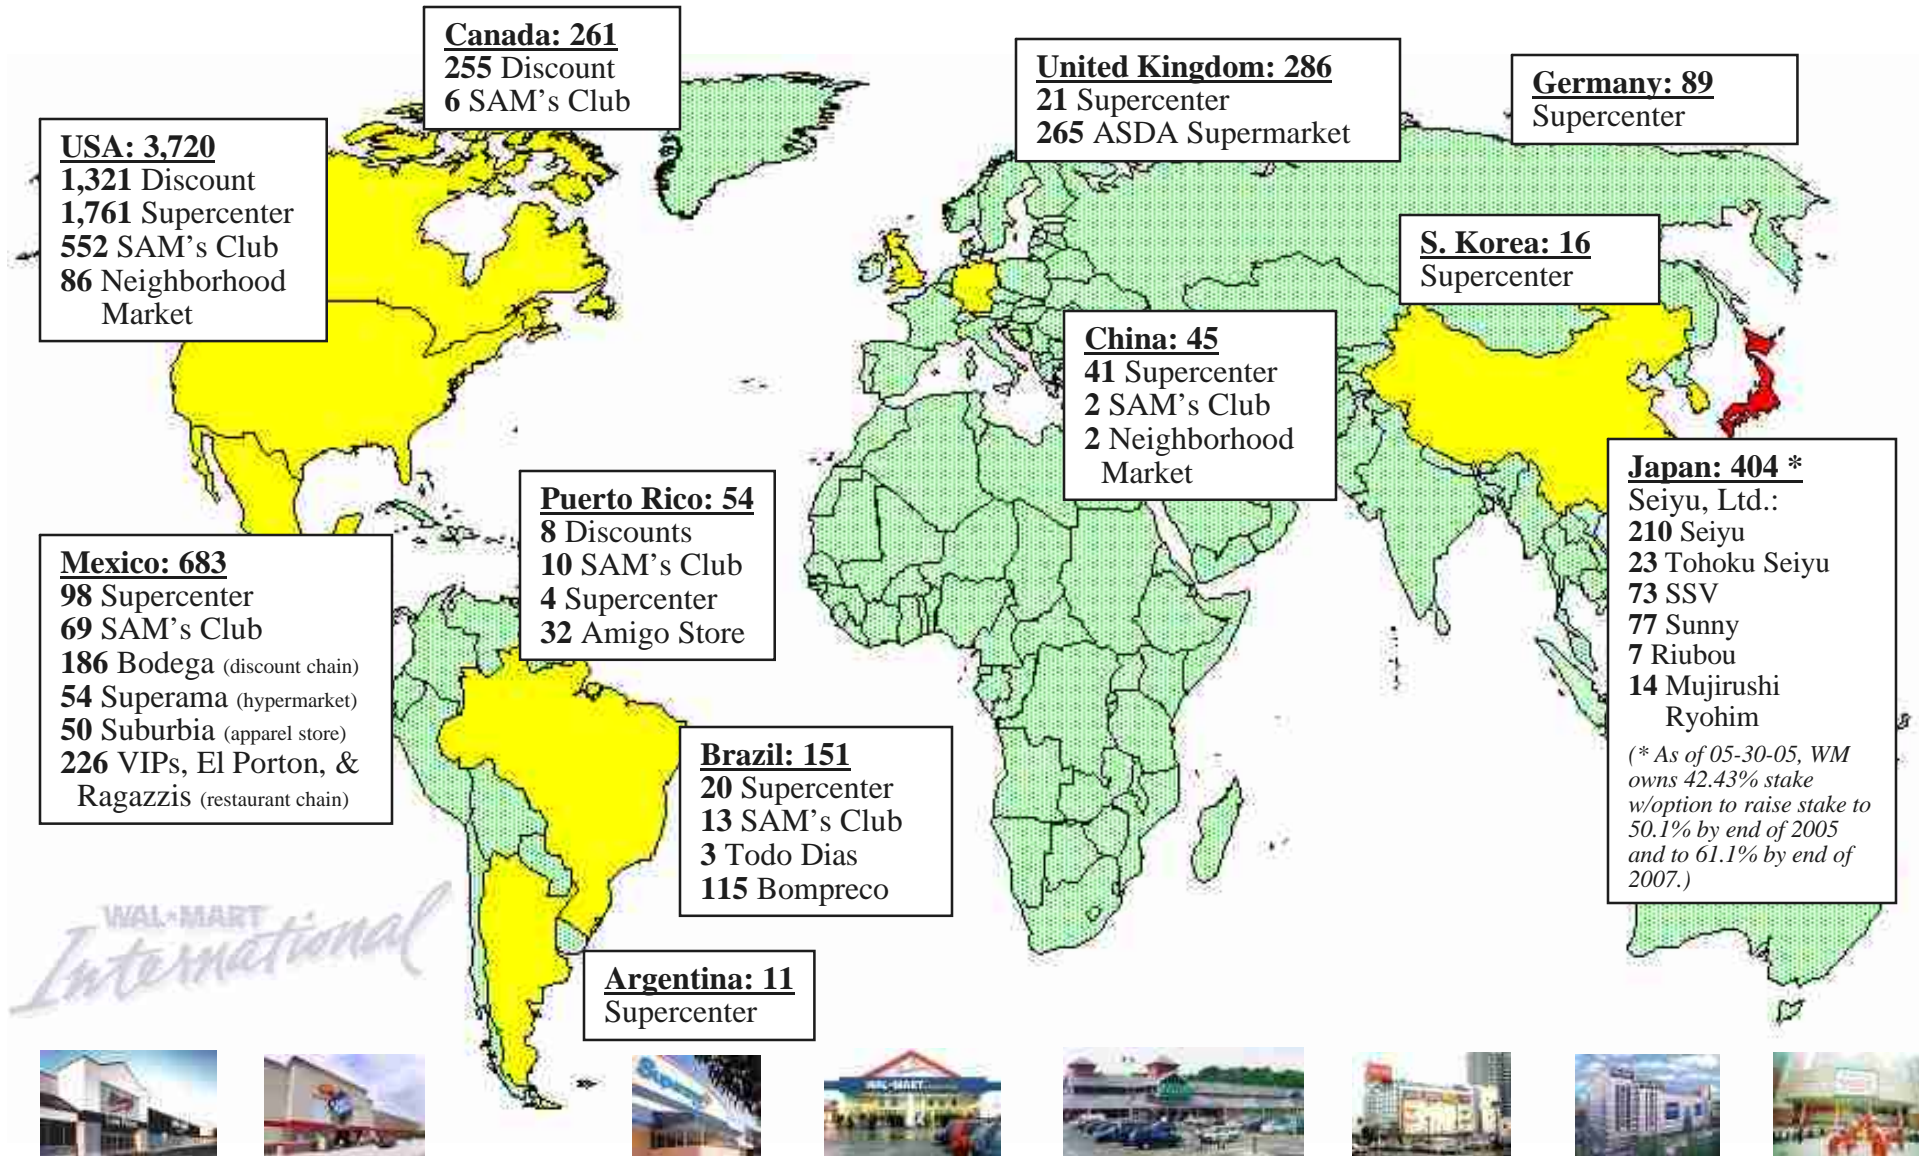 Canada: 261
255 Discount
6 SAM's Club
United Kingdom: 286
21 Supercenter
265 ASDA Supermarket
Germany: 89
Supercenter
USA: 3,720
1,321 Discount
1,761 Supercenter
552 SAM's Club
86 Neighborhood
Market
S. Korea: 16
Supercenter
China: 45
41 Supercenter
2 SAM's Club
2 Neighborhood
Market
Japan: 404 *
Seiyu, Ltd.:
210 Seiyu
23 Tohoku Seiyu
73 SSV
77 Sunny
7 Riubou
14 Mujirushi
Ryohim
(* As of 05-30-05, WM
owns 42.43% stake
w/option to raise stake to
50.1% by end of 2005
and to 61.1% by end of
2007.)
Puerto Rico: 54
8 Discounts
10 SAM's Club
4 Supercenter
32 Amigo Store
Mexico: 683
98 Supercenter
69 SAM's Club
186 Bodega (discount chain)
54 Superama (hypermarket)
50 Suburbia (apparel store)
226 VIPs, El Porton, &
Ragazzis (restaurant chain)
Brazil: 151
20 Supercenter
13 SAM's Club
3 Todo Dias
115 Bompreco
WAL★MART
International
Argentina: 11
Supercenter
WAL-MART